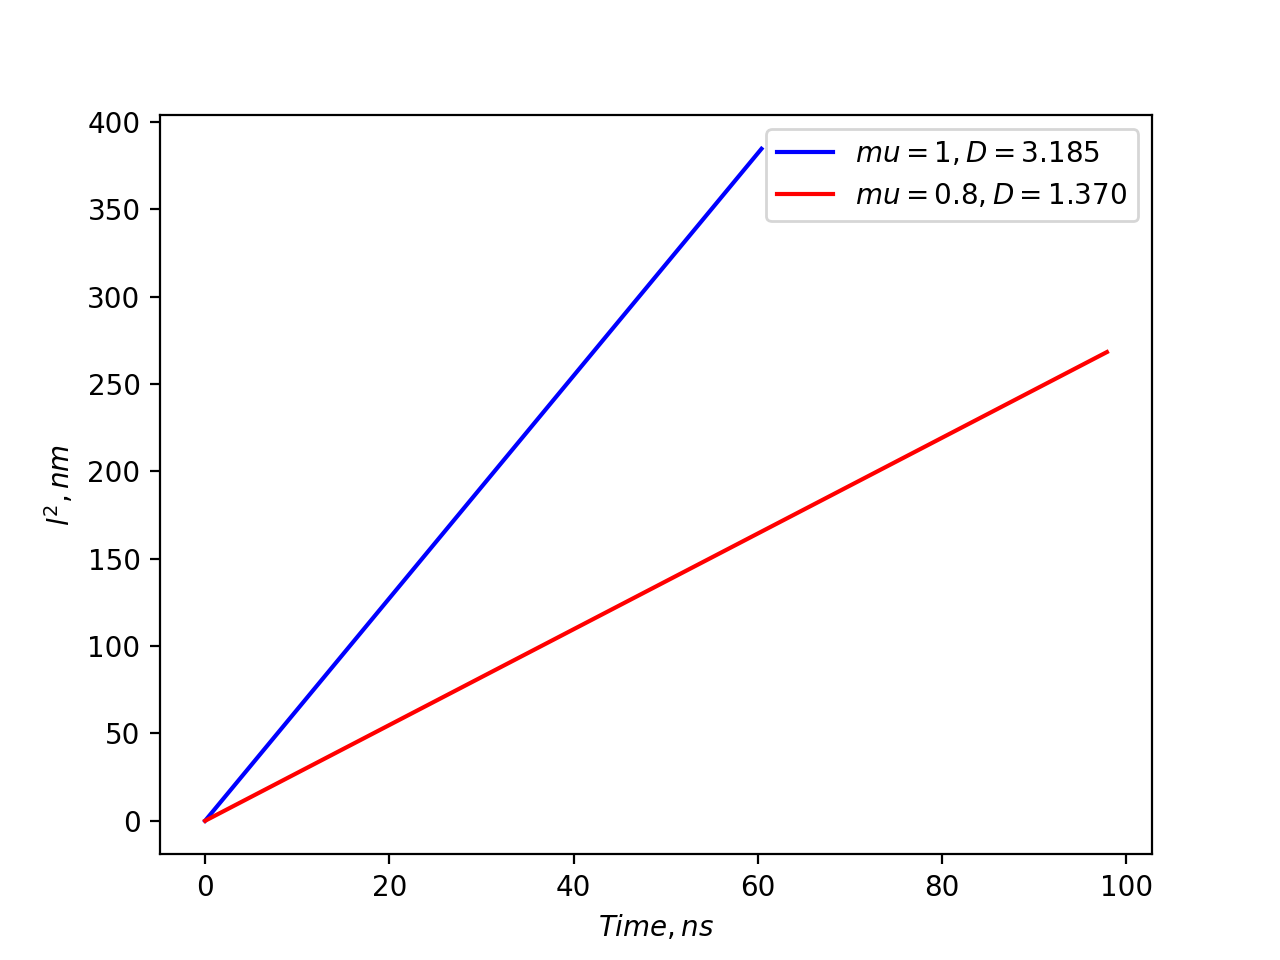 400
350
300
250
200
150
100
50
0
0 20 40 60 80 100
l², nm
Time, ns
mu = 1, D = 3.185
mu = 0.8, D = 1.370